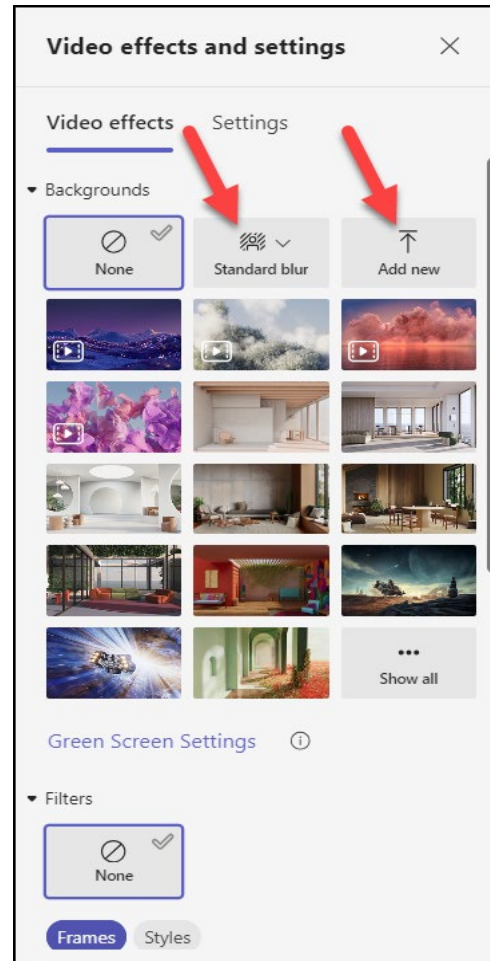 Video effects and settings
Video effects Settings
Backgrounds
None Standard blur Add new
Show all
Green Screen Settings
Filters
None
Frames Styles